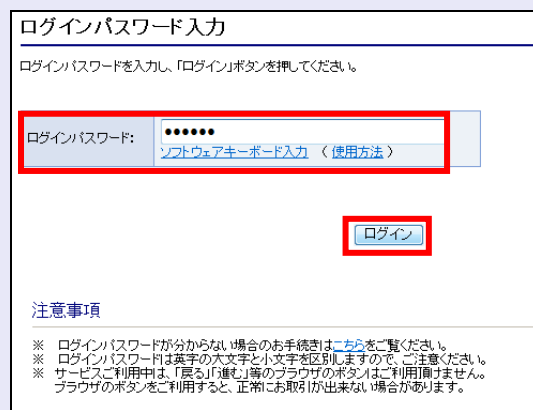 ログインパスワード入力
ログインパスワードを入力し、「ログイン」ボタンを押してください。
ログインパスワード:
●●●●●●
ソフトウェアキーボード入力 （使用方法）
ログイン
注意事項
※ ログインパスワードが分からない場合のお手続きはこちらをご覧ください。
※ ログインパスワードは英字の大文字と小文字を区別しますので、ご注意ください。
※ サービスご利用中は、「戻る」「進む」等のブラウザのボタンはご利用頂けません。
ブラウザのボタンをご利用すると、正常にお取引が出来ない場合があります。